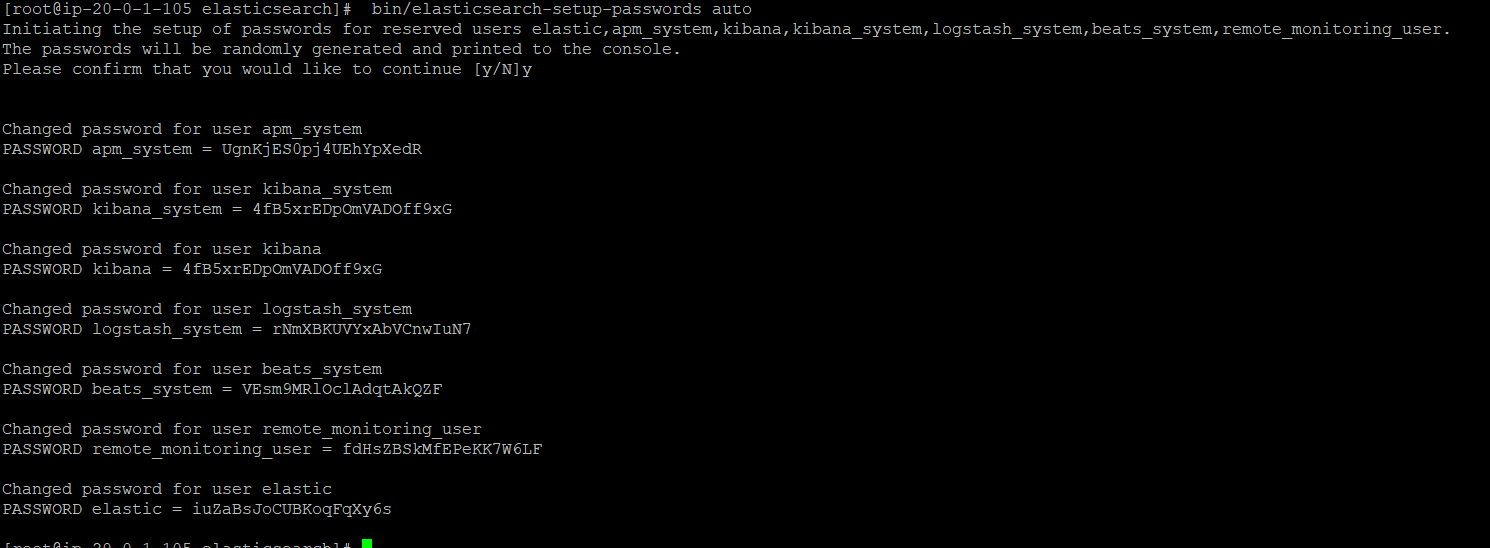 [root@ip-20-0-1-105 elasticsearch]#  bin/elasticsearch-setup-passwords auto
Initiating the setup of passwords for reserved users elastic,apm_system,kibana,kibana_system,logstash_system,beats_system,remote_monitoring_user.
The passwords will be randomly generated and printed to the console.
Please confirm that you would like to continue [y/N]y
Changed password for user apm_system
PASSWORD apm_system = UgnKjES0pj4UEhYpXedR
Changed password for user kibana_system
PASSWORD kibana_system = 4fB5xrEDpOmVADOff9xG
Changed password for user kibana
PASSWORD kibana = 4fB5xrEDpOmVADOff9xG
Changed password for user logstash_system
PASSWORD logstash_system = rNmXBKUVYxAbVCnwIuN7
Changed password for user beats_system
PASSWORD beats_system = VEsm9MRlOclAdqtAkQZF
Changed password for user remote_monitoring_user
PASSWORD remote_monitoring_user = fdHsZBSkMfEPeKK7W6LF
Changed password for user elastic
PASSWORD elastic = iuZaBsJoCUBKoqFqXy6s
[root@ip-20-0-1-105 elasticsearch]#